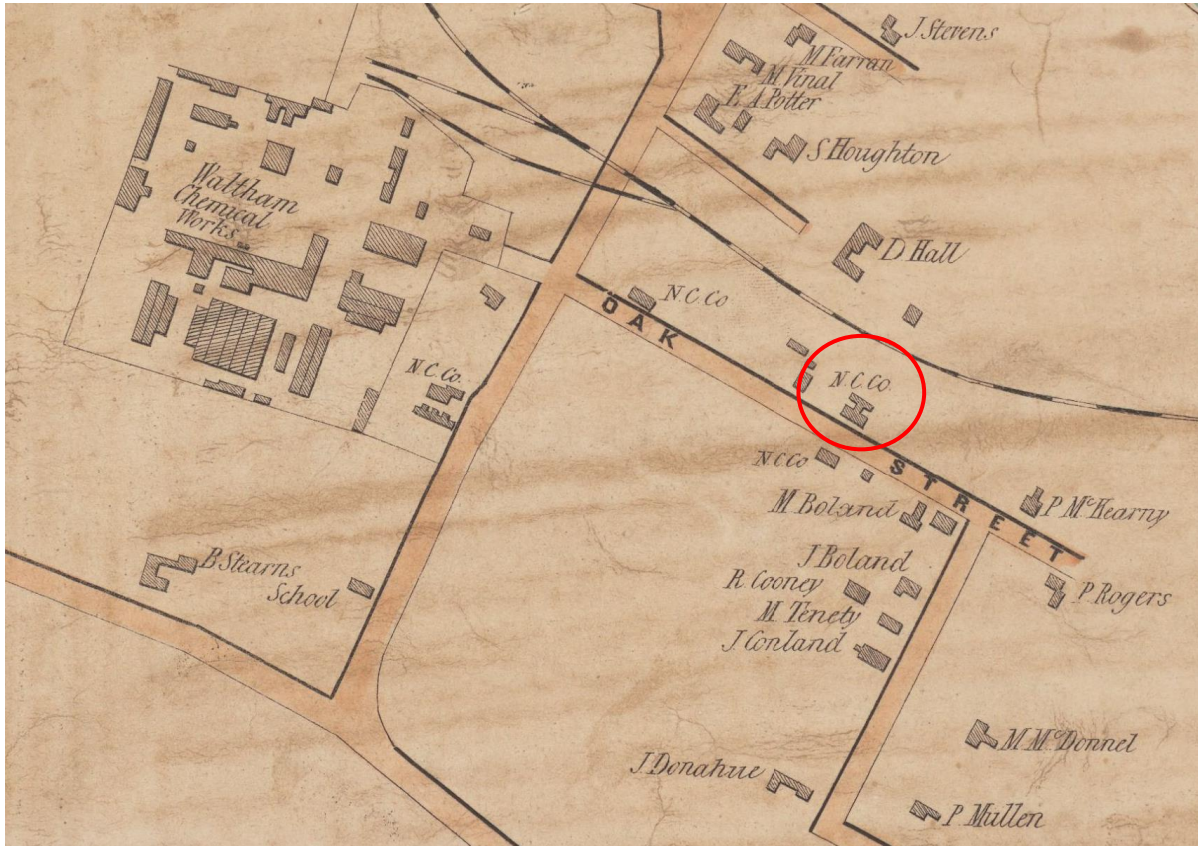 J Stevens
M Farran
M Vinal
E A Potter
S Houghton
Waltham
Chemical
Works
D Hall
N.C.Co
OAK STREET
N.C.Co.
N.C.Co
N.C.Co
M Boland
P McKearny
J Boland
B Stearns
School
R Cooney
P Rogers
M Tenety
J Conland
M McDonnel
J Donahue
P Mullen